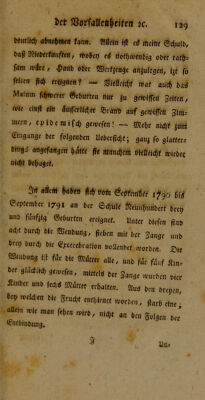 der Vorfallenheiten ꝛc. 129
deutlich abnehmen kann. Allein iſt es meine Schuld,
daß Niederkunften, wobey es nothwendig oder rath-
ſam wäre, Hand oder Werkzeuge anzulegen, izt ſo
ſelten ſich ereignen? — Vielleicht war auch das
ſchwerer Geburten nur zu gewiſſen Zeiten,
wie einſt ein äuſſerlicher Brand auf gewiſſen Zim-
mern, epidemiſch geweſen! — Mehr nicht zum
Eingange der folgenden Ueberſicht; ganz ſo glatter-
dings angefangen hätte ſie manchem vielleicht wieder
nicht behaget.
In allem haben ſich vom September 1790 bis
September 1791 an der Schule Neunhundert drey
und fünfzig Geburten ereignet. Unter dieſen ſind
acht durch die Wendung, ſieben mit der Zange und
drey durch die Excerebration vollendet worden. Die
Wendung iſt für die Mütter alle, und für fünf Kin-
der glücklich geweſen, mittels der Zange wurden vier
Kinder und ſechs Mütter erhalten. Aus den dreyen,
bey welchen die Frucht enthirnet worden, ſtarb eine,
allein wie man ſehen wird, nicht an den Folgen der
Entbindung.
J Un-